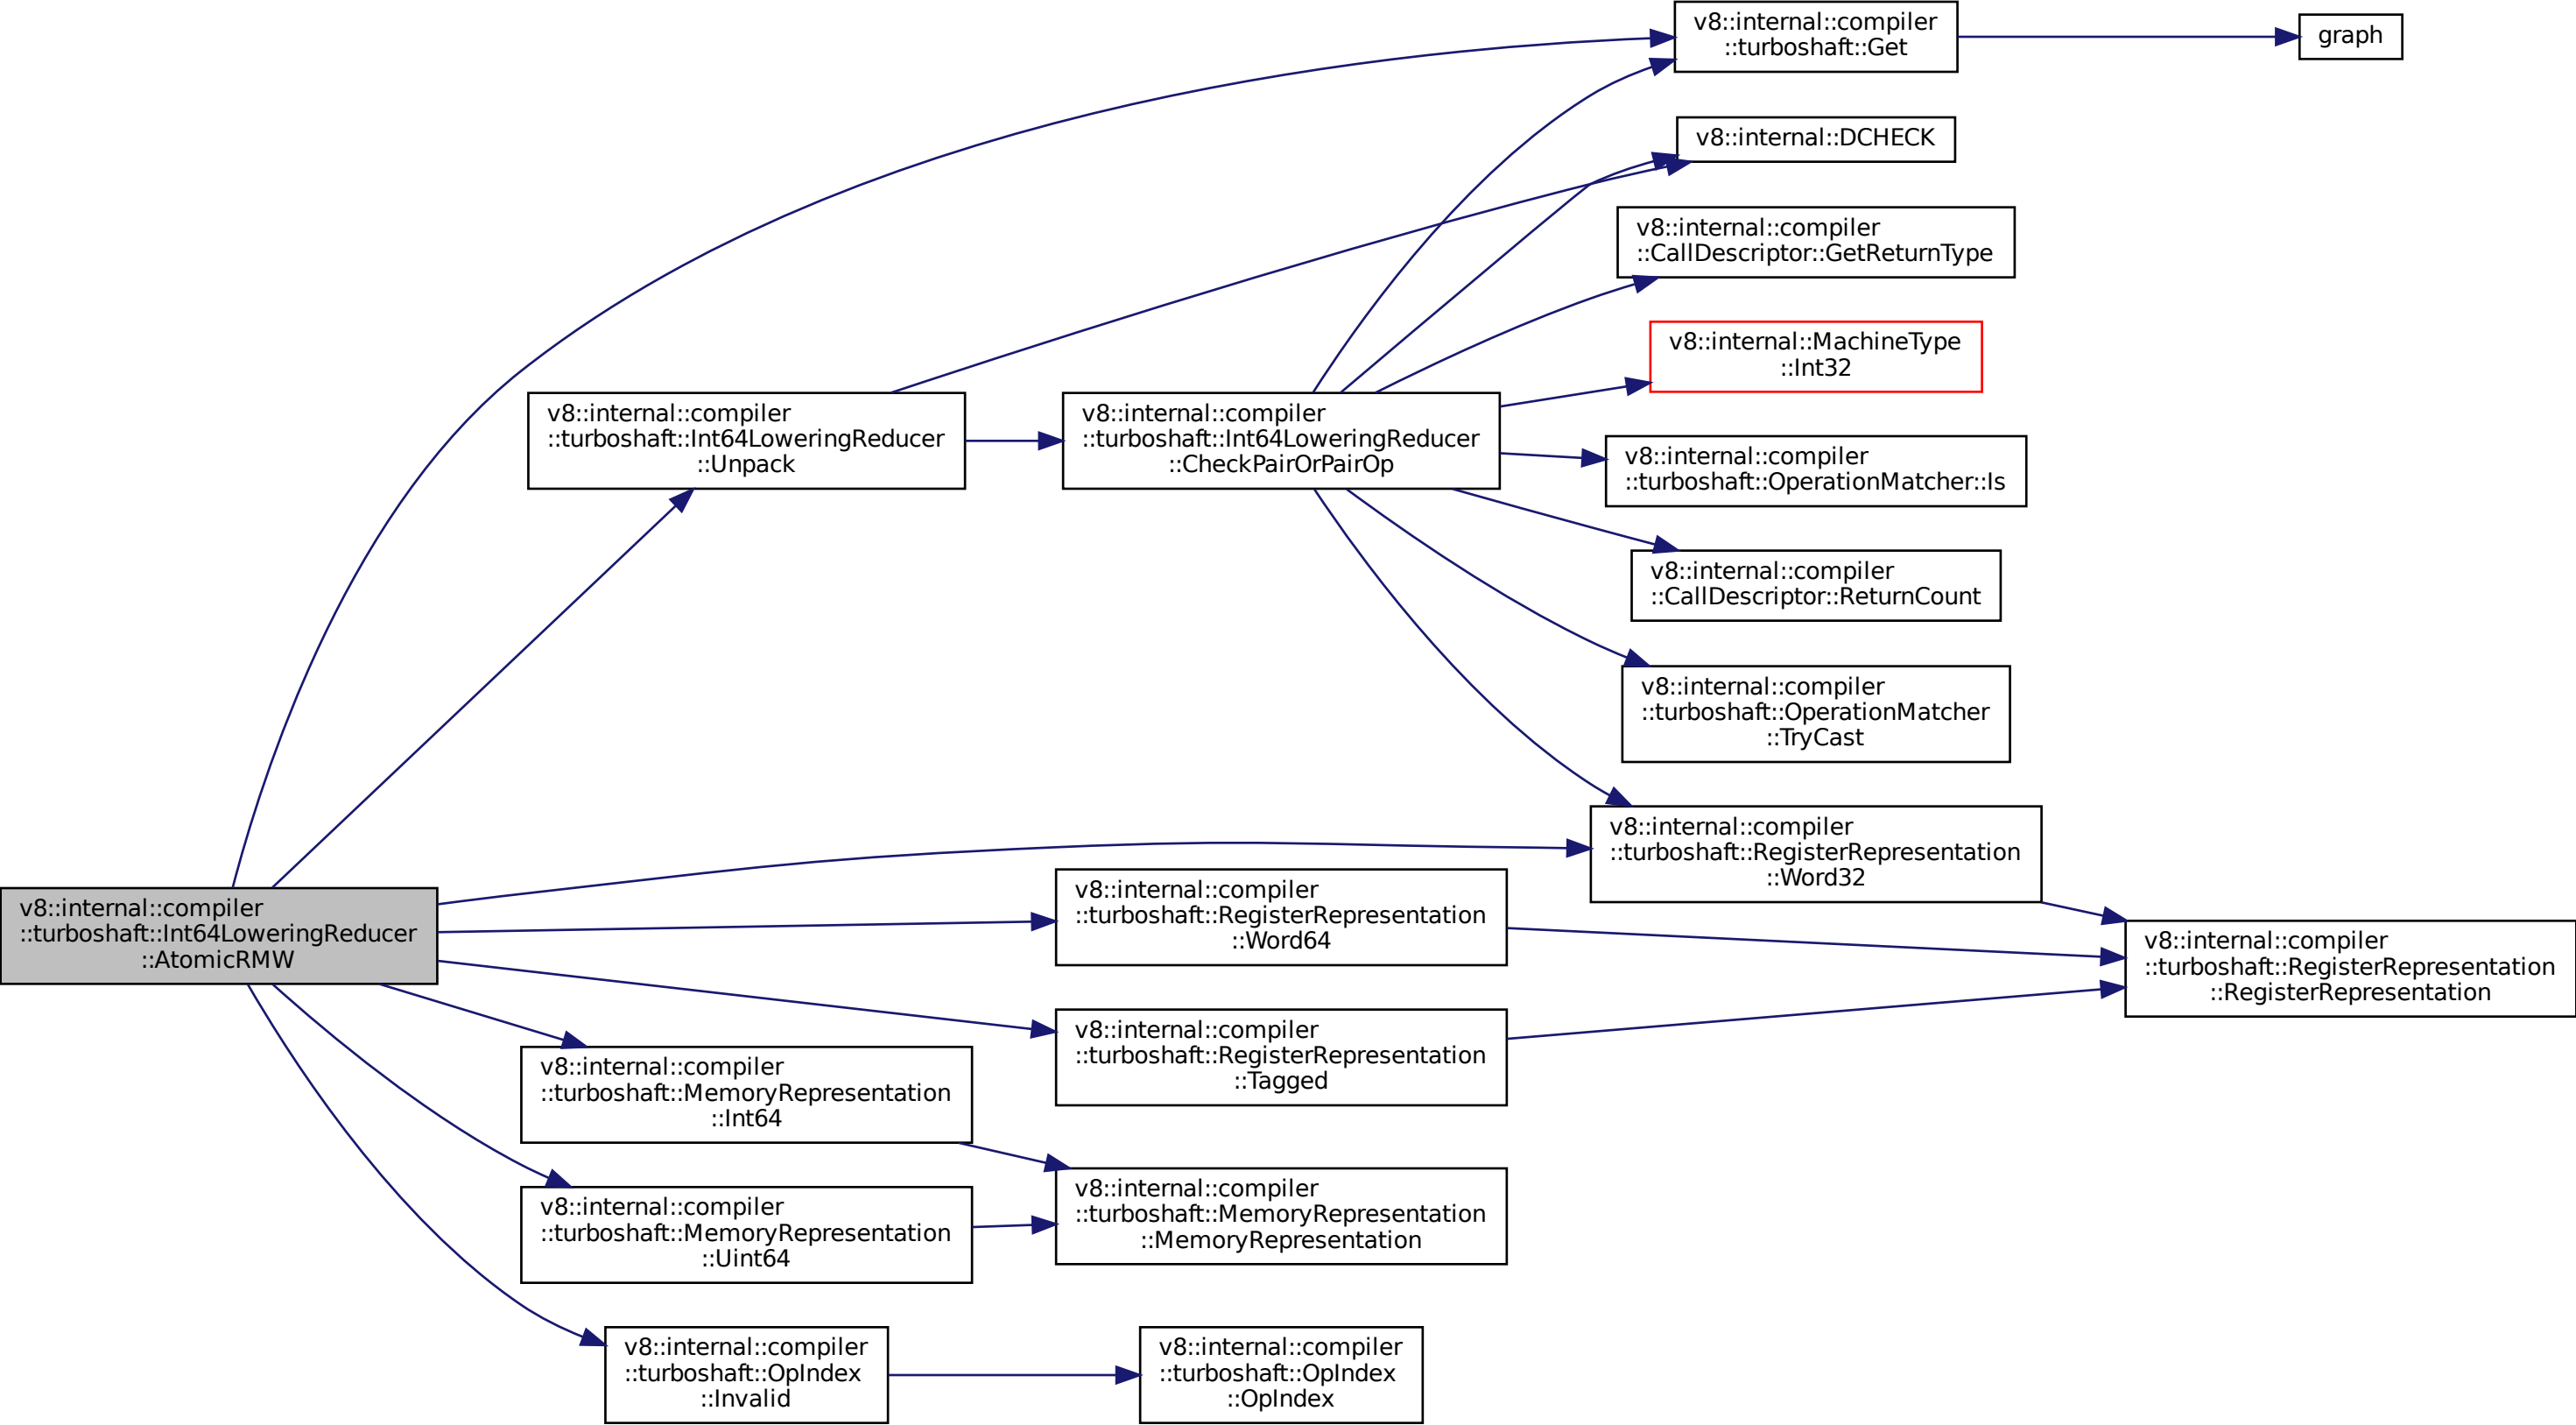 v8::internal::compiler
::turboshaft::Get
graph
v8::internal::DCHECK
v8::internal::compiler
::CallDescriptor::GetReturnType
v8::internal::MachineType
::Int32
v8::internal::compiler
::turboshaft::Int64LoweringReducer
::Unpack
v8::internal::compiler
::turboshaft::Int64LoweringReducer
::CheckPairOrPairOp
v8::internal::compiler
::turboshaft::OperationMatcher::Is
v8::internal::compiler
::CallDescriptor::ReturnCount
v8::internal::compiler
::turboshaft::OperationMatcher
::TryCast
v8::internal::compiler
::turboshaft::RegisterRepresentation
::Word32
v8::internal::compiler
::turboshaft::Int64LoweringReducer
::AtomicRMW
v8::internal::compiler
::turboshaft::RegisterRepresentation
::Word64
v8::internal::compiler
::turboshaft::RegisterRepresentation
::RegisterRepresentation
v8::internal::compiler
::turboshaft::RegisterRepresentation
::Tagged
v8::internal::compiler
::turboshaft::MemoryRepresentation
::Int64
v8::internal::compiler
::turboshaft::MemoryRepresentation
::MemoryRepresentation
v8::internal::compiler
::turboshaft::MemoryRepresentation
::Uint64
v8::internal::compiler
::turboshaft::OpIndex
::Invalid
v8::internal::compiler
::turboshaft::OpIndex
::OpIndex